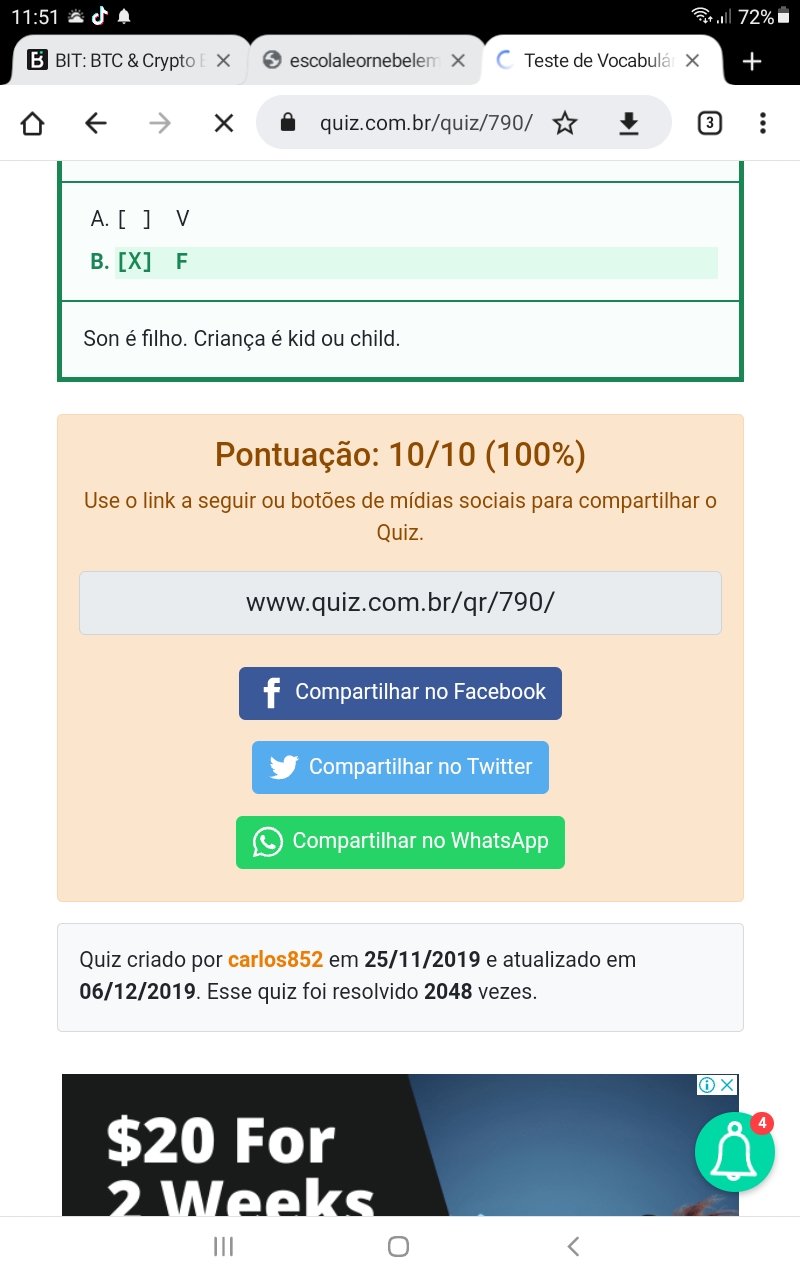 11:51
72%
BIT: BTC & Crypto
escolaleornebelem
Teste de Vocabulá
quiz.com.br/quiz/790/
3
A. [ ] V
B. [X] F
Son é filho. Criança é kid ou child.
Pontuação: 10/10 (100%)
Use o link a seguir ou botões de mídias sociais para compartilhar o
Quiz.
www.quiz.com.br/qr/790/
Compartilhar no Facebook
Compartilhar no Twitter
Compartilhar no WhatsApp
Quiz criado por carlos852 em 25/11/2019 e atualizado em
06/12/2019. Esse quiz foi resolvido 2048 vezes.
$20 For
2 Weeks
4